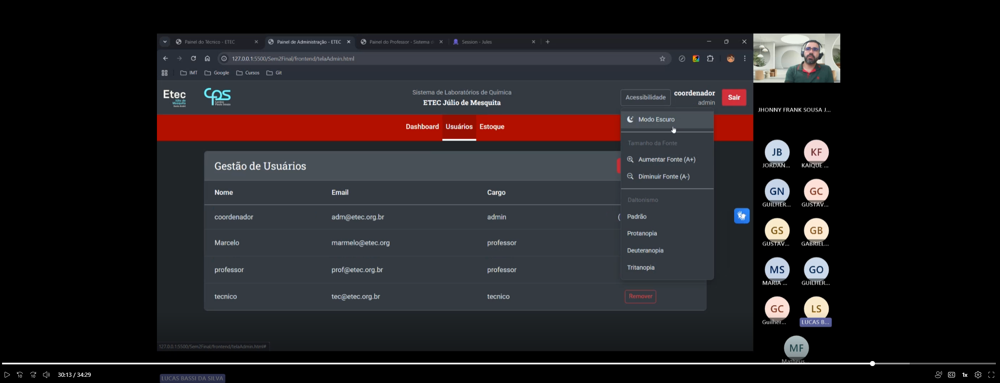 Painel do Técnico - ETEC
Painel de Administração - ETEC
Painel do Professor - Sistema d
Session - Jules
127.0.0.1:5500/Sem2Final/frontend/telaAdmin.html
IMT
Google
Cursos
Git
Etec
Júlio de
Mesquita
Santo André
CPS
Centro
Paula Souza
Sistema de Laboratórios de Química
ETEC Júlio de Mesquita
Acessibilidade
coordenador
admin
Sair
Dashboard Usuários Estoque
Modo Escuro
Tamanho da Fonte
Aumentar Fonte (A+)
Diminuir Fonte (A-)
Daltonismo
Padrão
Protanopia
Deuteranopia
Tritanopia
Gestão de Usuários
Nome Email Cargo
coordenador adm@etec.org.br admin (
Marcelo marmelo@etec.org professor
professor prof@etec.org.br professor
tecnico tec@etec.org.br tecnico Remover
127.0.0.1:5500/Sem2Final/frontend/telaAdmin.html#
JHONNY FRANK SOUSA J...
JB KF
JORDAN... KAIQUE ...
GN GC
GUILHER... GUSTAV...
GS GB
GUSTAV... GABRIEL...
MS GO
MARIA ... GUILHER...
GC LS
Guilher... LUCAS B...
MF
Matheus...
10 10 30:13 / 34:29
LUCAS BASSI DA SILVA
CC 1x